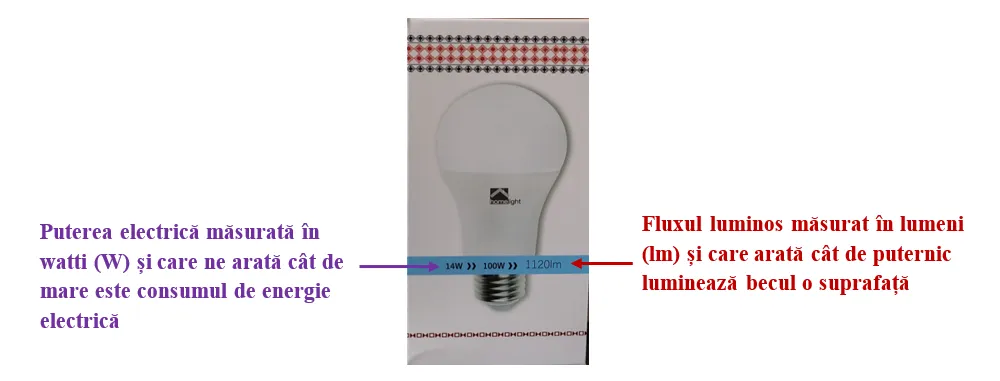 Puterea electrică măsurată în
watti (W) și care ne arată cât de
mare este consumul de energie
electrică
14W » 100W » 1120lm
Fluxul luminos măsurat în lumeni
(lm) și care arată cât de puternic
luminează becul o suprafață